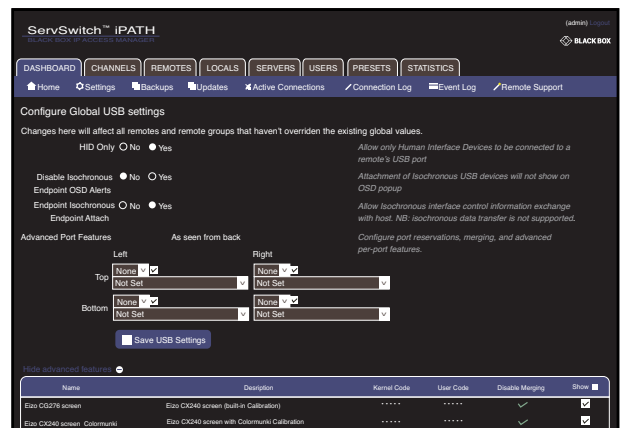 (admin) Logout
ServSwitch™ iPATH
BLACK BOX IP ACCESS MANAGER
BLACK BOX
DASHBOARD CHANNELS REMOTES LOCALS SERVERS USERS PRESETS STATISTICS
Home Settings Backups Updates Active Connections Connection Log Event Log Remote Support
Configure Global USB settings
Changes here will affect all remotes and remote groups that haven't overriden the existing global values.
HID Only No Yes
Allow only Human Interface Devices to be connected to a
remote's USB port
Disable Isochronous No Yes
Endpoint OSD Alerts
Attachment of Isochronous USB devices will not show on
OSD popup
Endpoint Isochronous No Yes
Endpoint Attach
Allow Isochronous interface control information exchange
with host. NB: isochronous data transfer is not suppported.
Advanced Port Features As seen from back
Configure port reservations, merging, and advanced
per-port features.
Left Right
Top None None
Not Set Not Set
Bottom None None
Not Set Not Set
Save USB Settings
Hide advanced features
Name Desription Kernel Code User Code Disable Merging Show
Eizo CG276 screen Eizo CX240 screen (built-in Calibration) .....  .....
Eizo CX240 screen Colormunki Eizo CX240 screen with Colormunki Calibration ..... .....